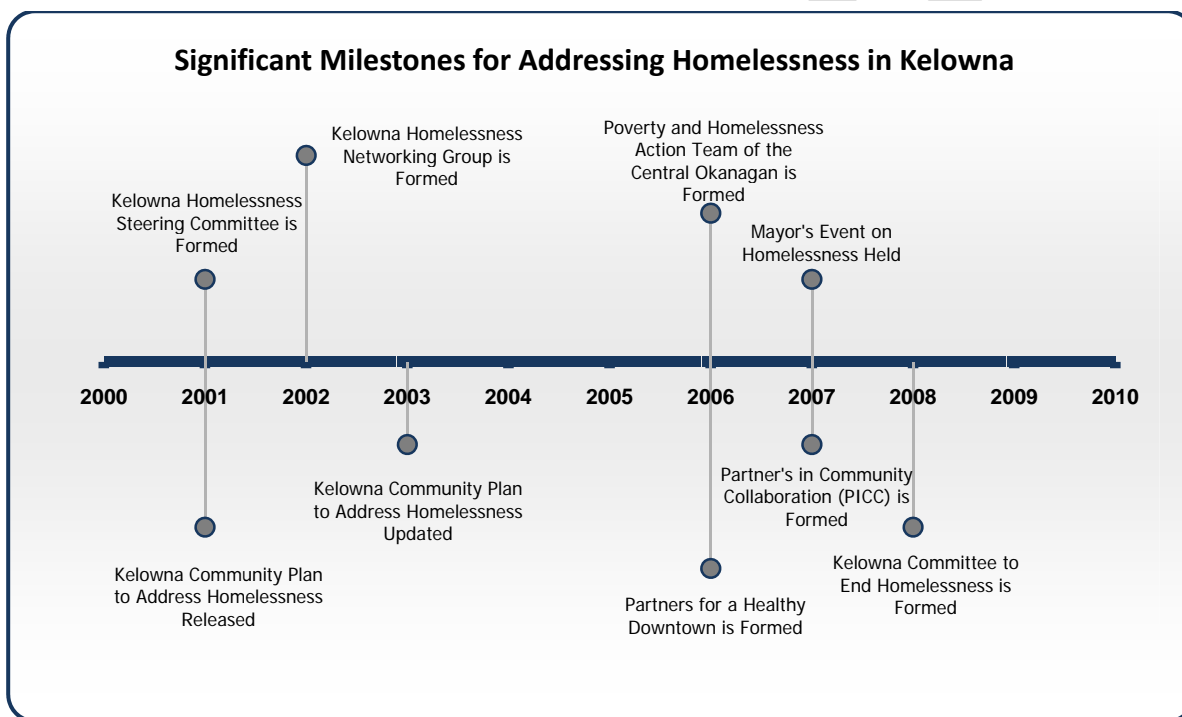 Significant Milestones for Addressing Homelessness in Kelowna
Kelowna Homelessness
Steering Committee is
Formed
Kelowna Homelessness
Networking Group is
Formed
Poverty and Homelessness
Action Team of the
Central Okanagan is
Formed
Mayor's Event on
Homelessness Held
2000 2001 2002 2003 2004 2005 2006 2007 2008 2009 2010
Kelowna Community Plan
to Address Homelessness
Released
Kelowna Community Plan
to Address Homelessness
Updated
Partners for a Healthy
Downtown is Formed
Partner's in Community
Collaboration (PICC) is
Formed
Kelowna Committee to
End Homelessness is
Formed